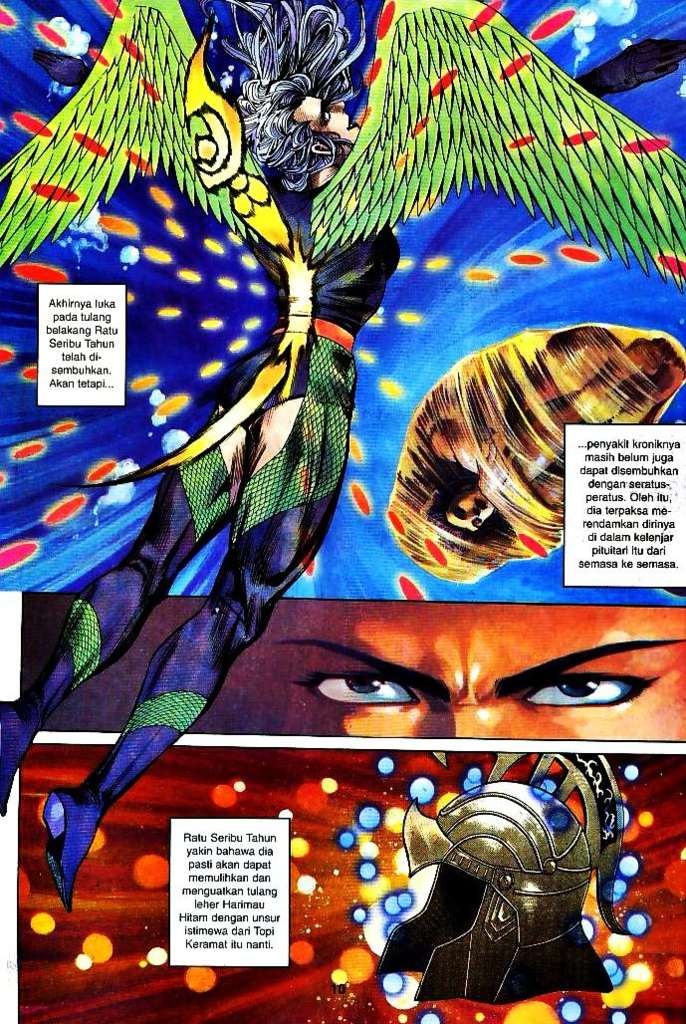 Akhirnya luka
pada tulang
belakang Ratu
Seribu Tahun
telah di-
sembuhkan.
Akan tetapi...
...penyakit kroniknya
masih belum juga
dapat disembuhkan
dengan seratus-
peratus. Oleh itu,
dia terpaksa me-
rendamkan dirinya
di dalam kelenjar
pituitari itu dari
semasa ke semasa.
Ratu Seribu Tahun
yakin bahawa dia
pasti akan dapat
memulihkan dan
menguatkan tulang
leher Harimau
Hitam dengan unsur
istimewa dari Topi
Keramat itu nanti.
10